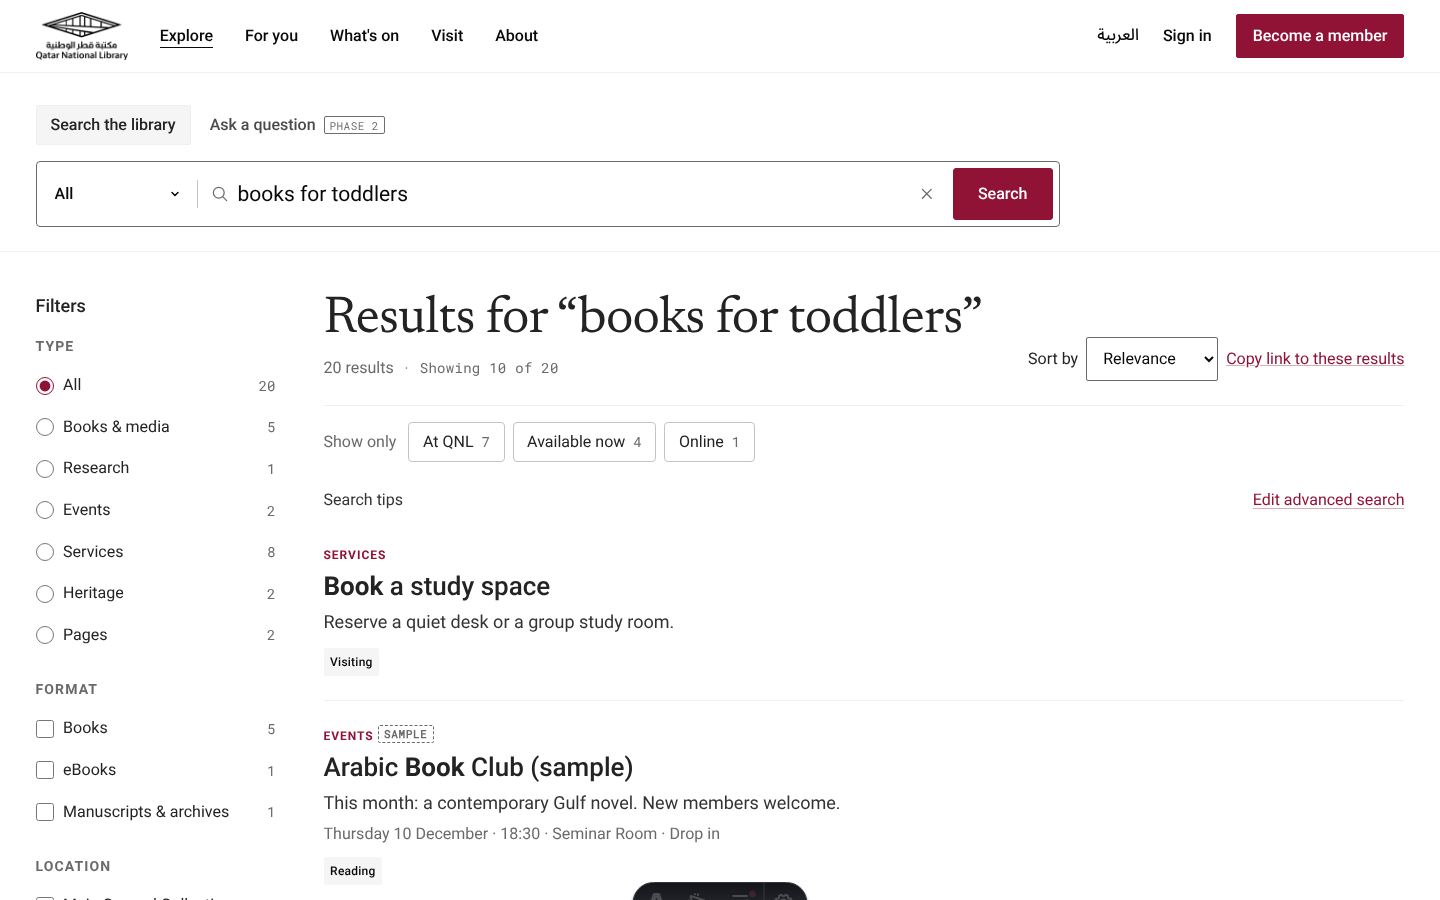 مكتبة قطر الوطنية
Qatar National Library
Explore
For you
What's on
Visit
About
العربية
Sign in
Become a member
Search the library
Ask a question
PHASE 2
All
books for toddlers
Search
Filters
TYPE
All 20
Books & media 5
Research 1
Events 2
Services 8
Heritage 2
Pages 2
FORMAT
Books 5
eBooks 1
Manuscripts & archives 1
LOCATION
Results for “books for toddlers”
20 results · Showing 10 of 20
Sort by
Relevance
Copy link to these results
Show only
At QNL 7
Available now 4
Online 1
Search tips
Edit advanced search
SERVICES
Book a study space
Reserve a quiet desk or a group study room.
Visiting
EVENTS SAMPLE
Arabic Book Club (sample)
This month: a contemporary Gulf novel. New members welcome.
Thursday 10 December · 18:30 · Seminar Room · Drop in
Reading